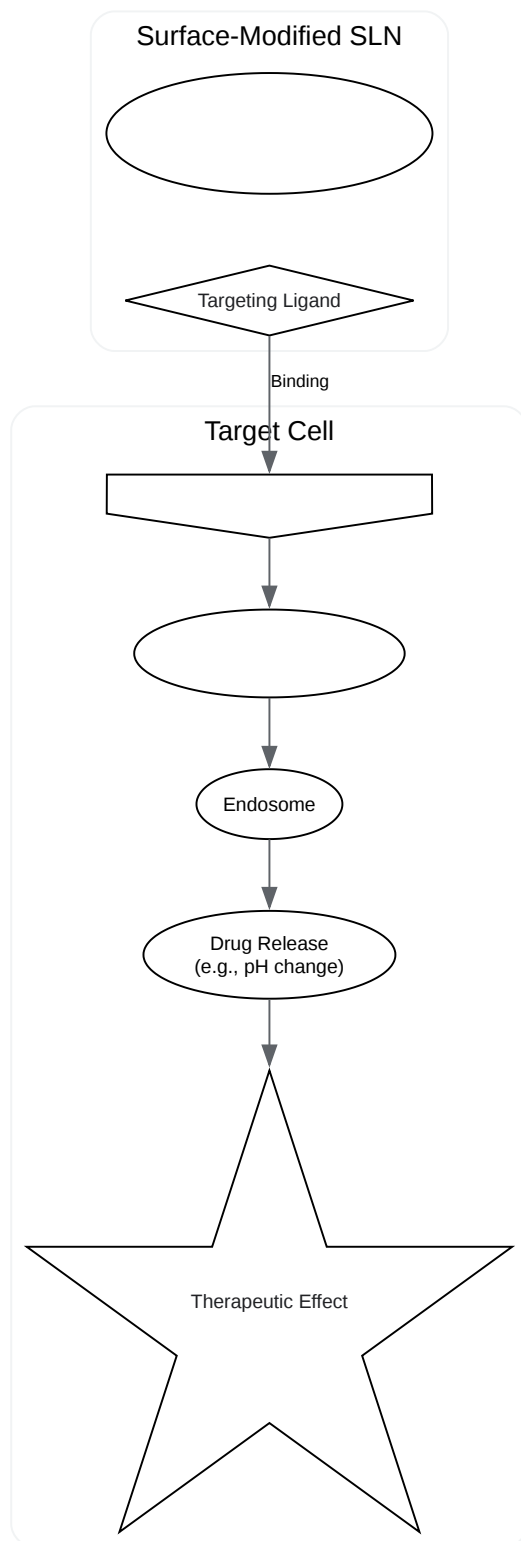 Surface-Modified SLN
Targeting Ligand
Binding
Target Cell
Endosome
Drug Release
(e.g., pH change)
Therapeutic Effect